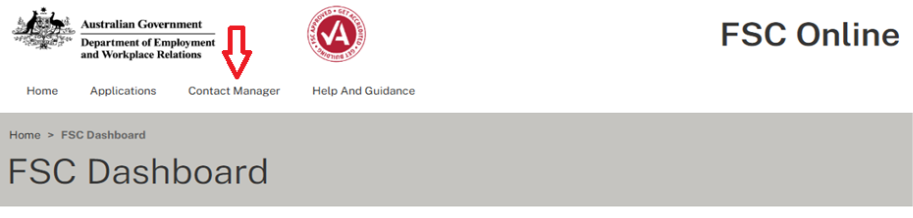 Australian Government
Department of Employment
and Workplace Relations
FSC APPROVED • GET ACCREDITED • GET BUILDING •
FSC Online
Home Applications Contact Manager Help And Guidance
Home > FSC Dashboard
FSC Dashboard